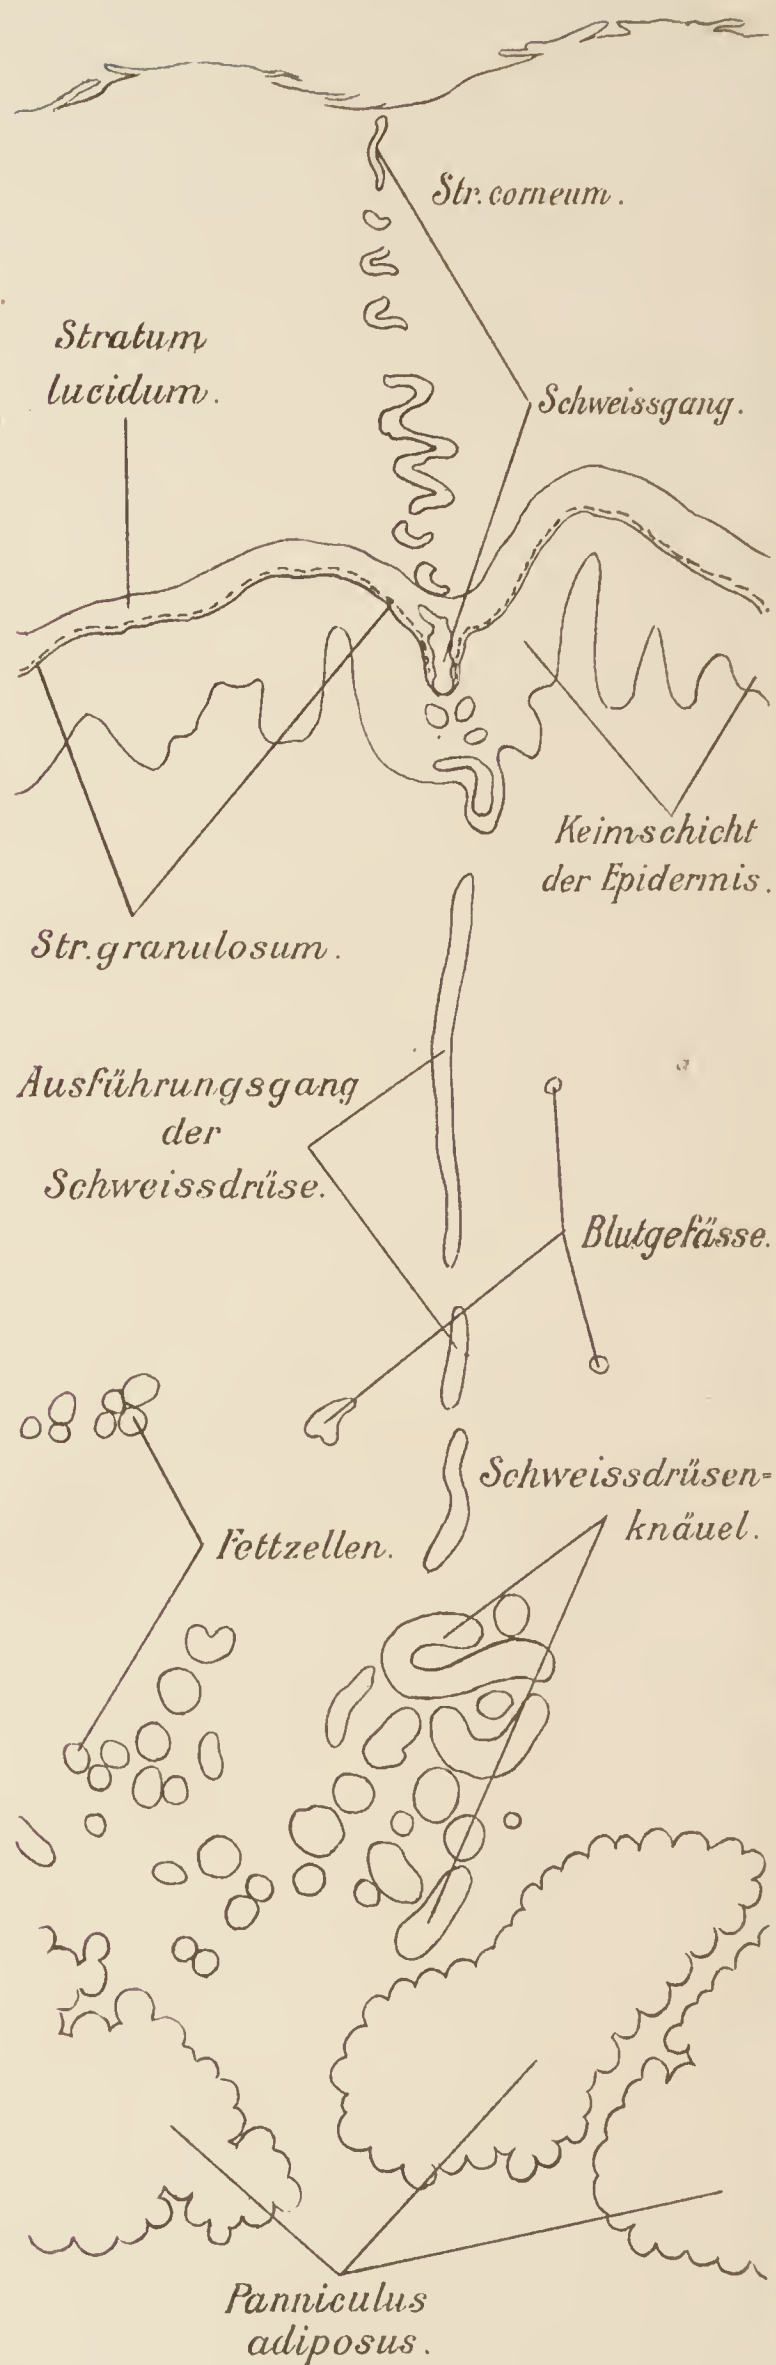 Str. corneum.
Stratum
lucidum.
Schweissgang.
Keimschicht
der Epidermis.
Str. granulosum.
Ausführungsgang
der
Schweissdrüse.
Blutgefässe.
Schweissdrüsen=
knäuel.
Fettzellen.
Panniculus
adiposus.